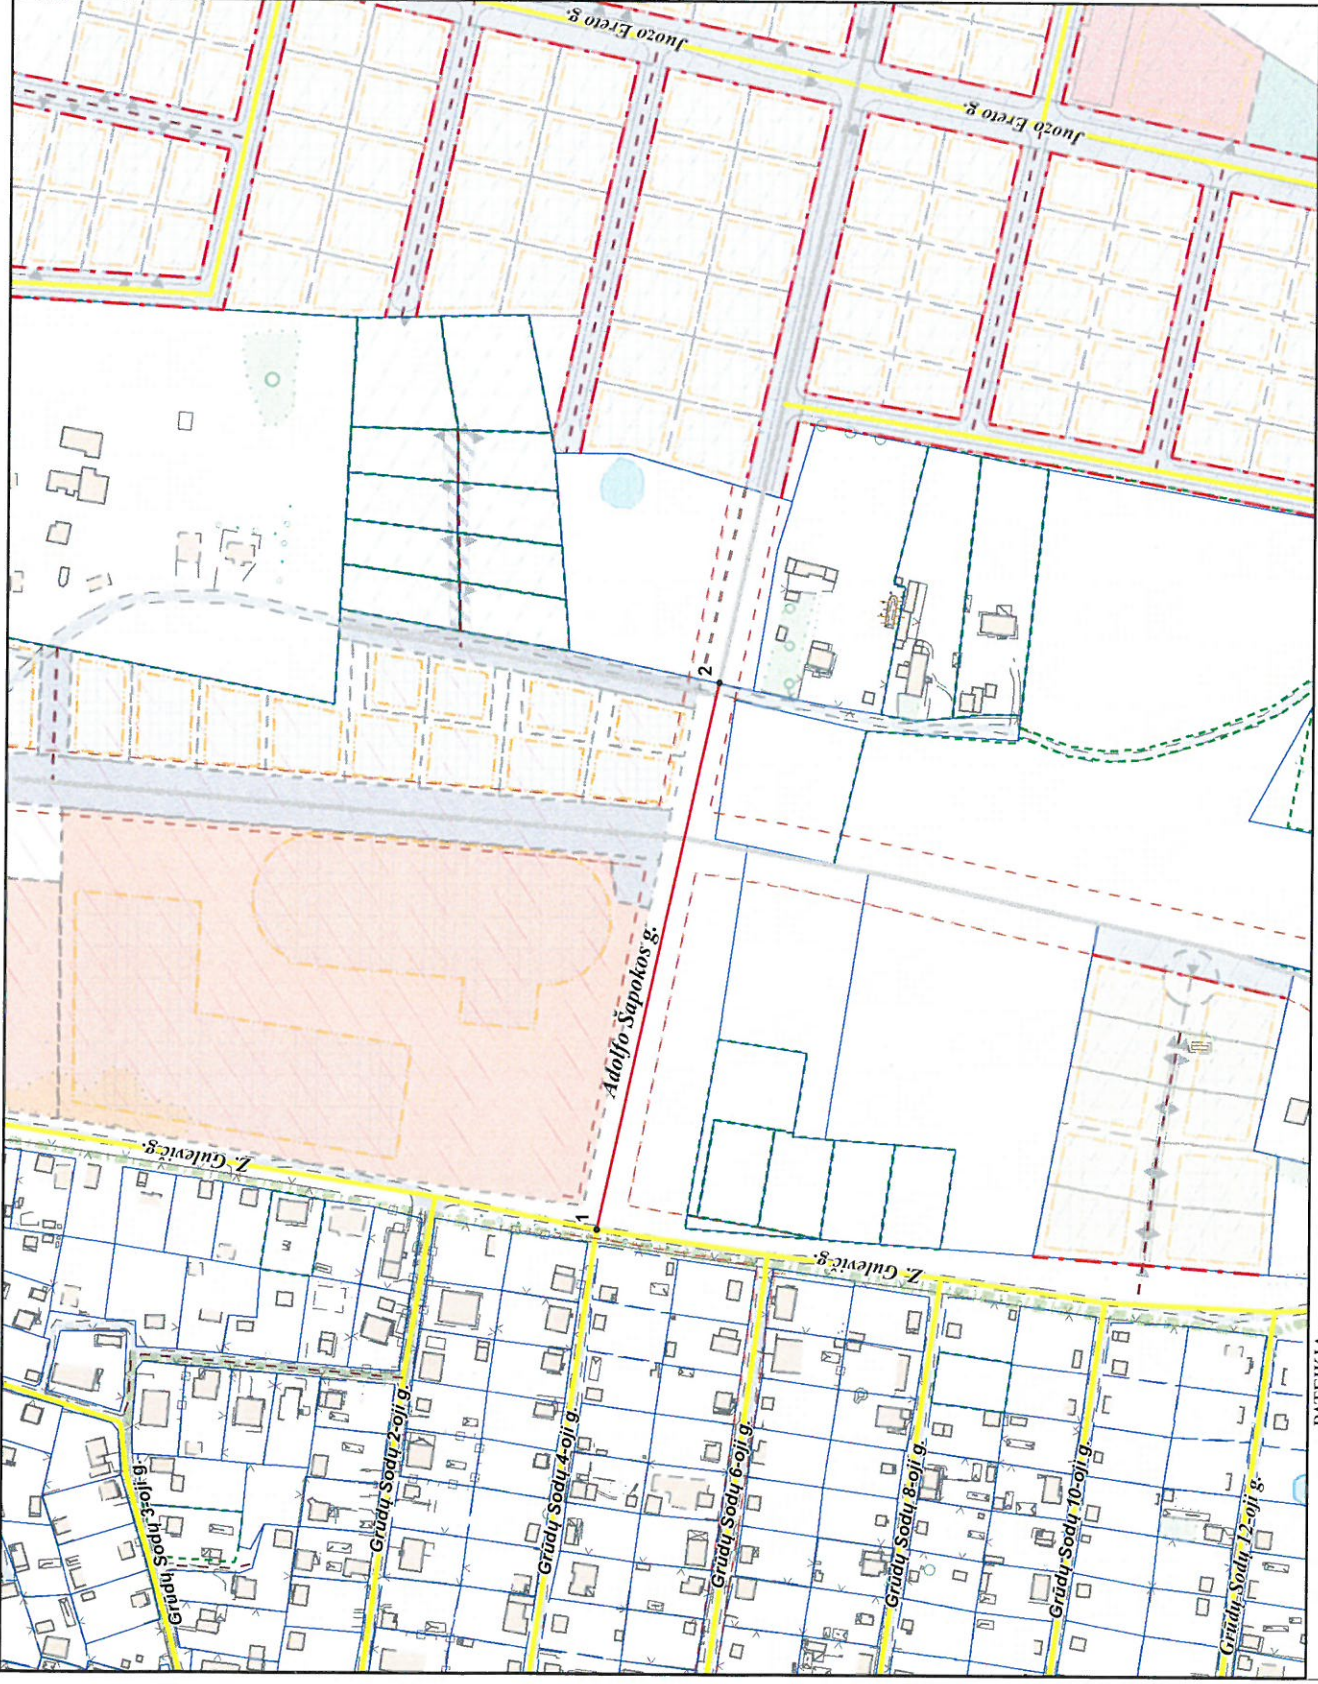 Juozo Ereto g.
Juozo Ereto g.
2
Adolfo Šapokos g.
Z. Gulevič g.
1
Z. Gulevič g.
Grūdų Sodų 3-oji g.
Grūdų Sodų 2-oji g.
Grūdų Sodų 4-oji g.
Grūdų Sodų 6-oji g.
Grūdų Sodų 8-oji g.
Grūdų Sodų 10-oji g.
Grūdų Sodų 12-oji g.